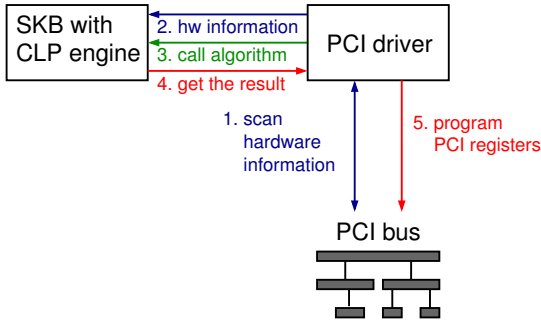 SKB with
CLP engine
2. hw information
3. call algorithm
4. get the result
PCI driver
1. scan
hardware
information
5. program
PCI registers
PCI bus